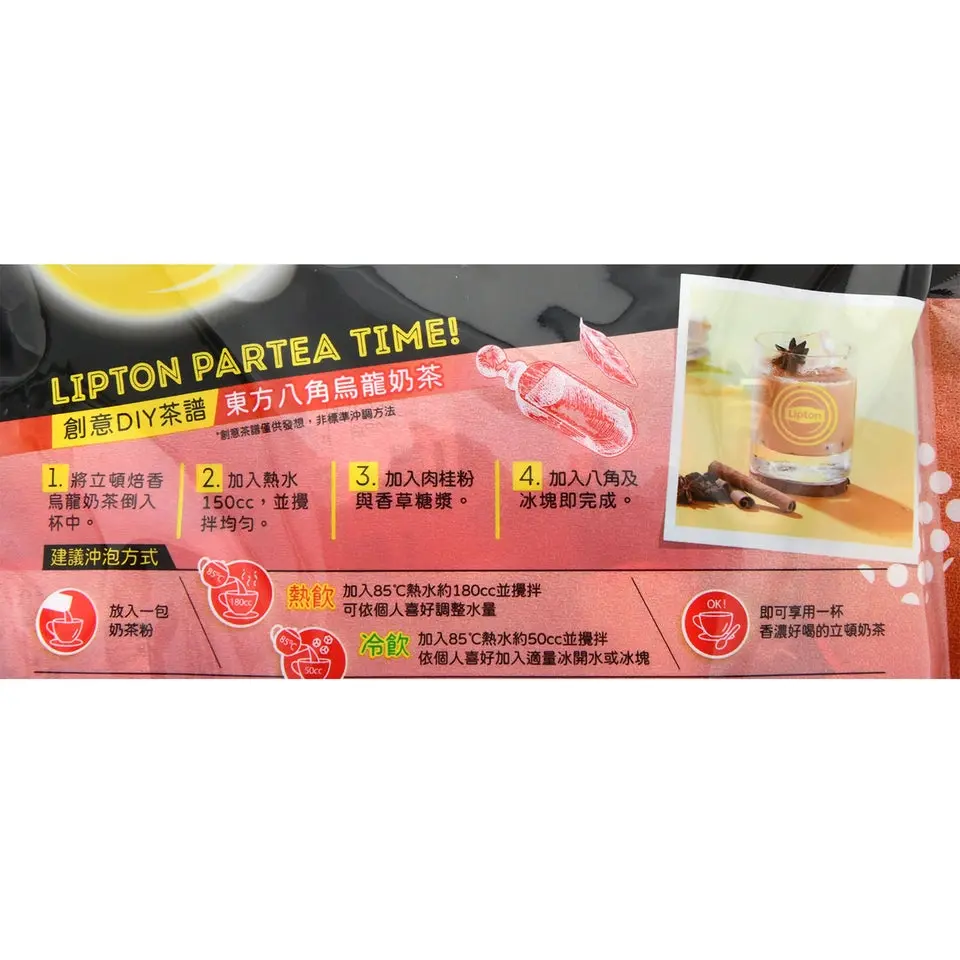 LIPTON PARTEA TIME!
創意DIY茶譜 東方八角烏龍奶茶
*創意茶譜僅供發想，非標準沖調方法
1. 將立頓焙香
烏龍奶茶倒入
杯中。
2. 加入熱水
150cc，並攪
拌均勻。
3. 加入肉桂粉
與香草糖漿。
4. 加入八角及
冰塊即完成。
Lipton
建議沖泡方式
放入一包
奶茶粉
85℃
180cc
熱飲 加入85℃熱水約180cc並攪拌
可依個人喜好調整水量
85℃
50cc
冷飲 加入85℃熱水約50cc並攪拌
依個人喜好加入適量冰開水或冰塊
OK!
即可享用一杯
香濃好喝的立頓奶茶